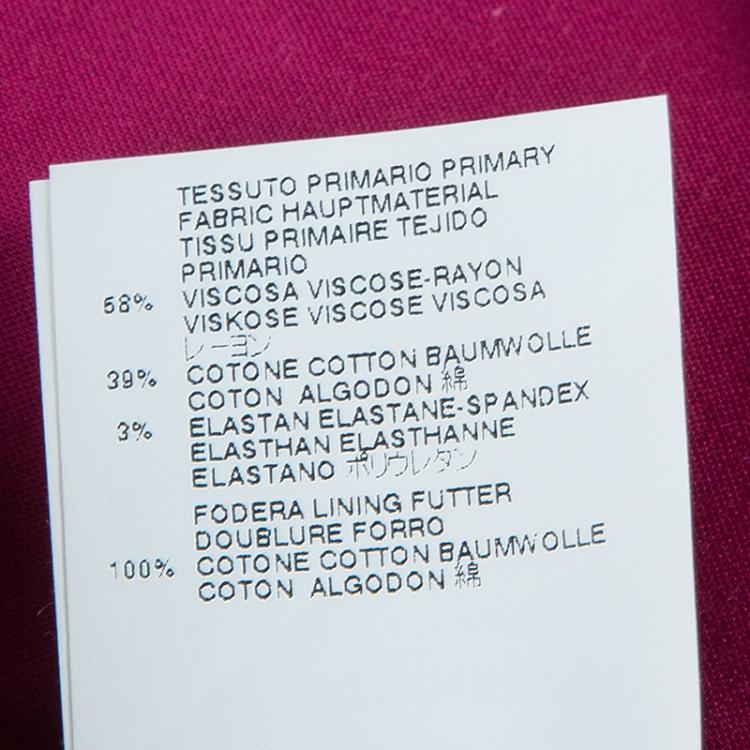 TESSUTO PRIMARIO PRIMARY
FABRIC HAUPTMATERIAL
TISSU PRIMAIRE TEJIDO
PRIMARIO
58% VISCOSA VISCOSE-RAYON
VISKOSE VISCOSE VISCOSA
レーヨン
39% COTONE COTTON BAUMWOLLE
COTON ALGODON 綿
3% ELASTAN ELASTANE-SPANDEX
ELASTHAN ELASTHANNE
ELASTANO ポリウレタン
FODERA LINING FUTTER
DOUBLURE FORRO
100% COTONE COTTON BAUMWOLLE
COTON ALGODON 綿